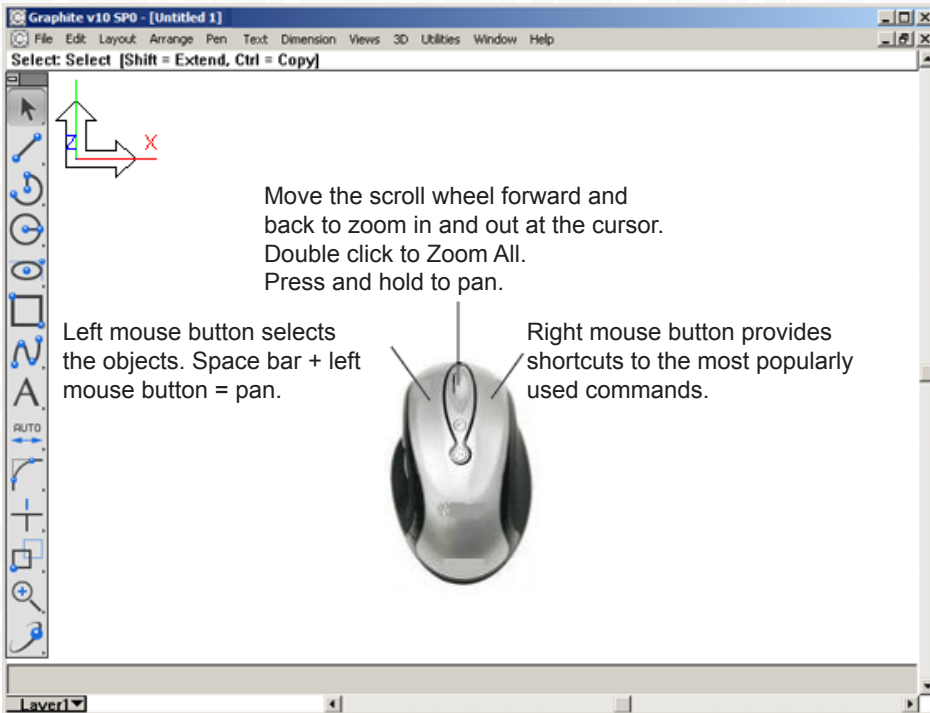 Graphite v10 SP0 - [Untitled 1]
File Edit Layout Arrange Pen Text Dimension Views 3D Utilities Window Help
Select: Select [Shift = Extend, Ctrl = Copy]
Z X
Move the scroll wheel forward and
back to zoom in and out at the cursor.
Double click to Zoom All.
Press and hold to pan.
Left mouse button selects
the objects. Space bar + left
mouse button = pan.
Right mouse button provides
shortcuts to the most popularly
used commands.
A
AUTO
Layer1